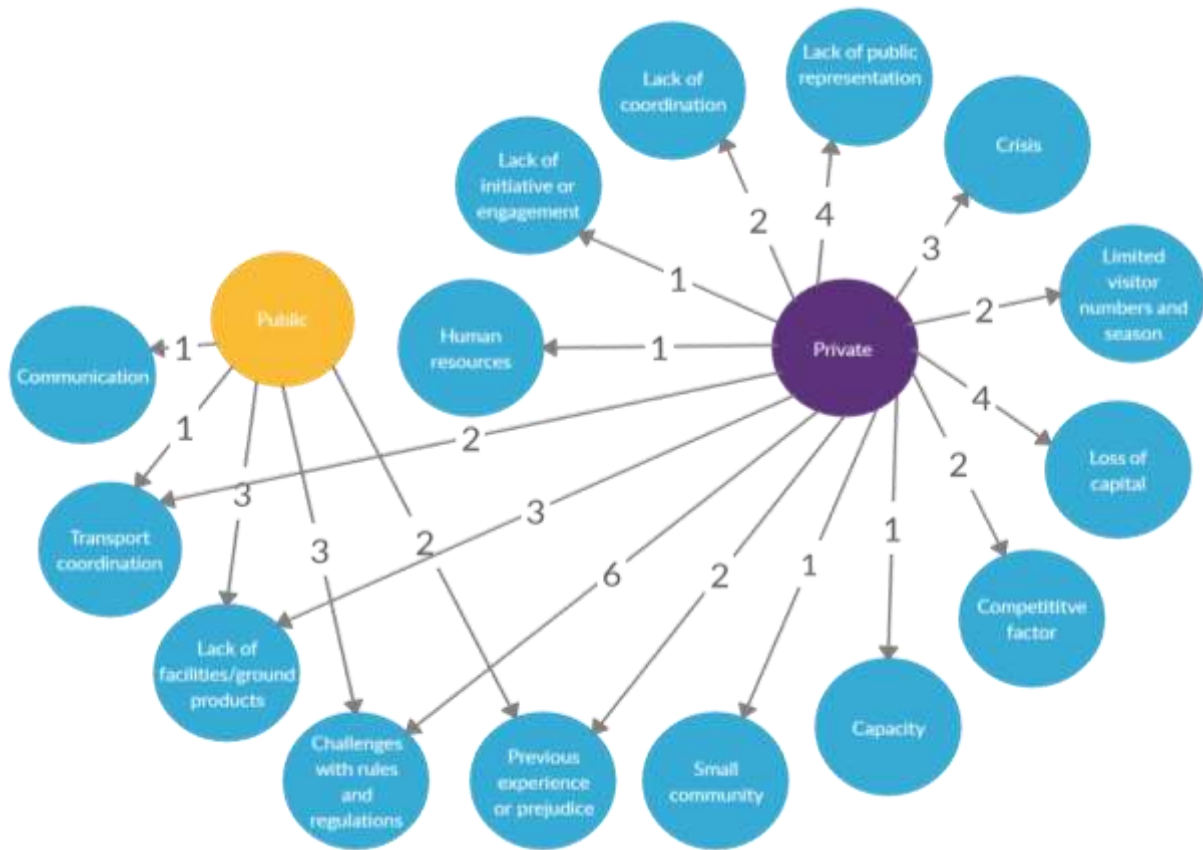 Lack of public
representation
Lack of
coordination
Crisis
Lack of
initiative or
engagement
4
2
3
Limited
visitor
numbers and
season
1
2
Public
Human
resources
1
Private
Communication
1
4
1
2
Loss of
capital
2
3
3
1
Transport
coordination
3
2
6
2
1
Competititve
factor
Lack of
facilities/ground
products
Capacity
Challenges
with rules
and
regulations
Previous
experience
or prejudice
Small
community